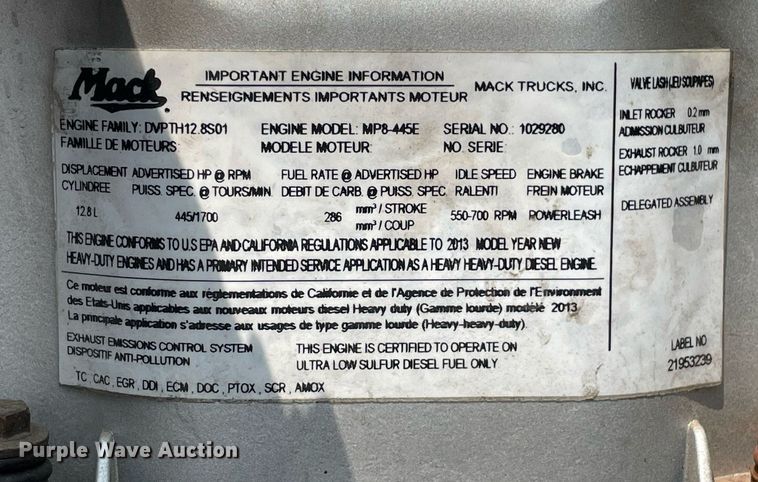 Mack
IMPORTANT ENGINE INFORMATION
MACK TRUCKS, INC.
RENSEIGNEMENTS IMPORTANTS MOTEUR
ENGINE FAMILY: DVPTH12.8S01 ENGINE MODEL: MP8-445E SERIAL NO.: 1029280
FAMILLE DE MOTEURS: MODELE MOTEUR: NO. SERIE:
DISPLACEMENT ADVERTISED HP @ RPM FUEL RATE @ ADVERTISED HP IDLE SPEED ENGINE BRAKE
CYLINDREE PUISS. SPEC. @ TOURS/MIN. DEBIT DE CARB. @ PUISS. SPEC. RALENTI FREIN MOTEUR
12.8 L 445/1700 286 mm³ / STROKE 550-700 RPM POWERLEASH
mm³ / COUP
THIS ENGINE CONFORMS TO U.S EPA AND CALIFORNIA REGULATIONS APPLICABLE TO 2013 MODEL YEAR NEW
HEAVY-DUTY ENGINES AND HAS A PRIMARY INTENDED SERVICE APPLICATION AS A HEAVY HEAVY-DUTY DIESEL ENGINE.
Ce moteur est conforme aux réglementations de Californie et de l'Agence de Protection de l'Environment
des Etats-Unis applicables aux nouveaux moteurs diesel Heavy duty (Gamme lourde) modèlé 2013.
La principale application s'adresse aux usages de type gamme lourde (Heavy-heavy-duty).
EXHAUST EMISSIONS CONTROL SYSTEM THIS ENGINE IS CERTIFIED TO OPERATE ON
DISPOSITIF ANTI-POLLUTION ULTRA LOW SULFUR DIESEL FUEL ONLY
TC , CAC, EGR , DDI , ECM , DOC , PTOX , SCR , AMOX
VALVE LASH (JEU SOUPAPES)
INLET ROCKER 0.2 mm
ADMISSION CULBUTEUR
EXHAUST ROCKER 1.0 mm
ECHAPPEMENT CULBUTEUR
DELEGATED ASSEMBLY
LABEL NO
21953239
Purple Wave Auction